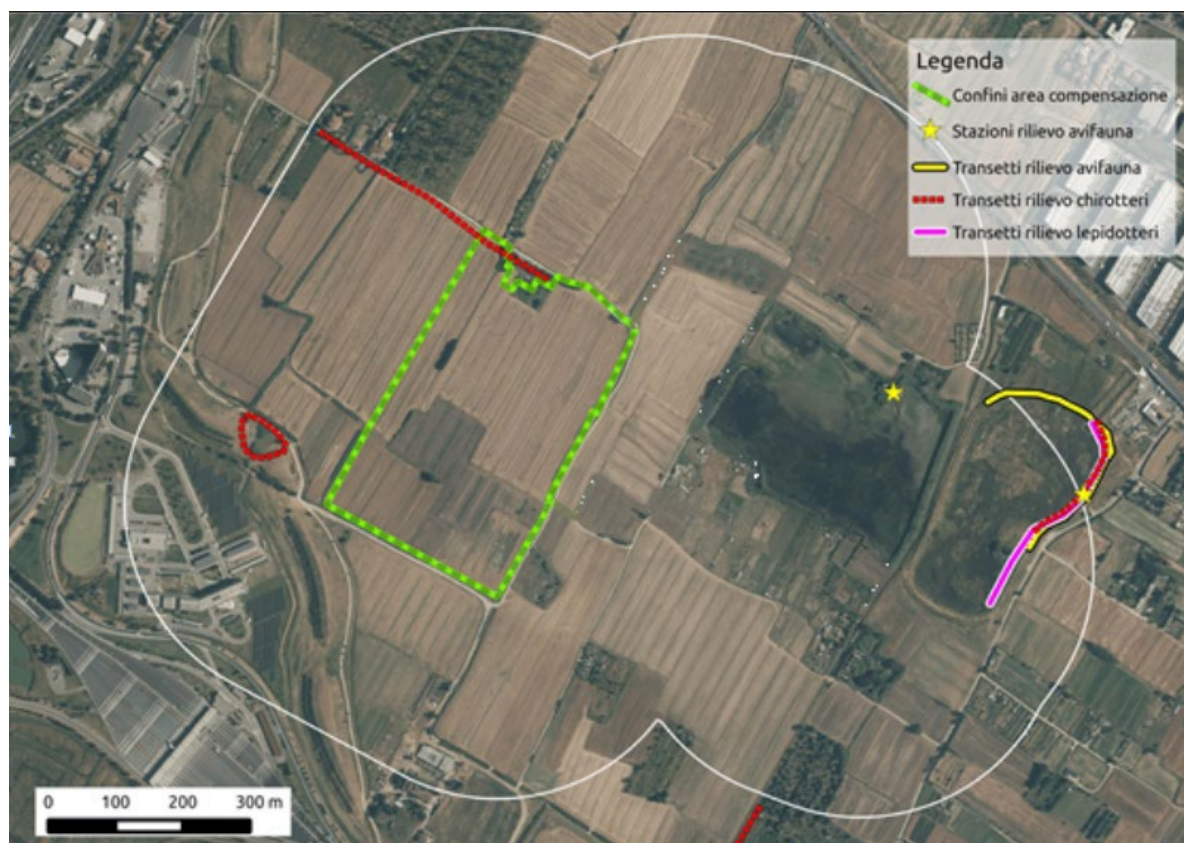 Legenda
Confini area compensazione
Stazioni rilievo avifauna
Transetti rilievo avifauna
Transetti rilievo chirotteri
Transetti rilievo lepidotteri
0 100 200 300 m